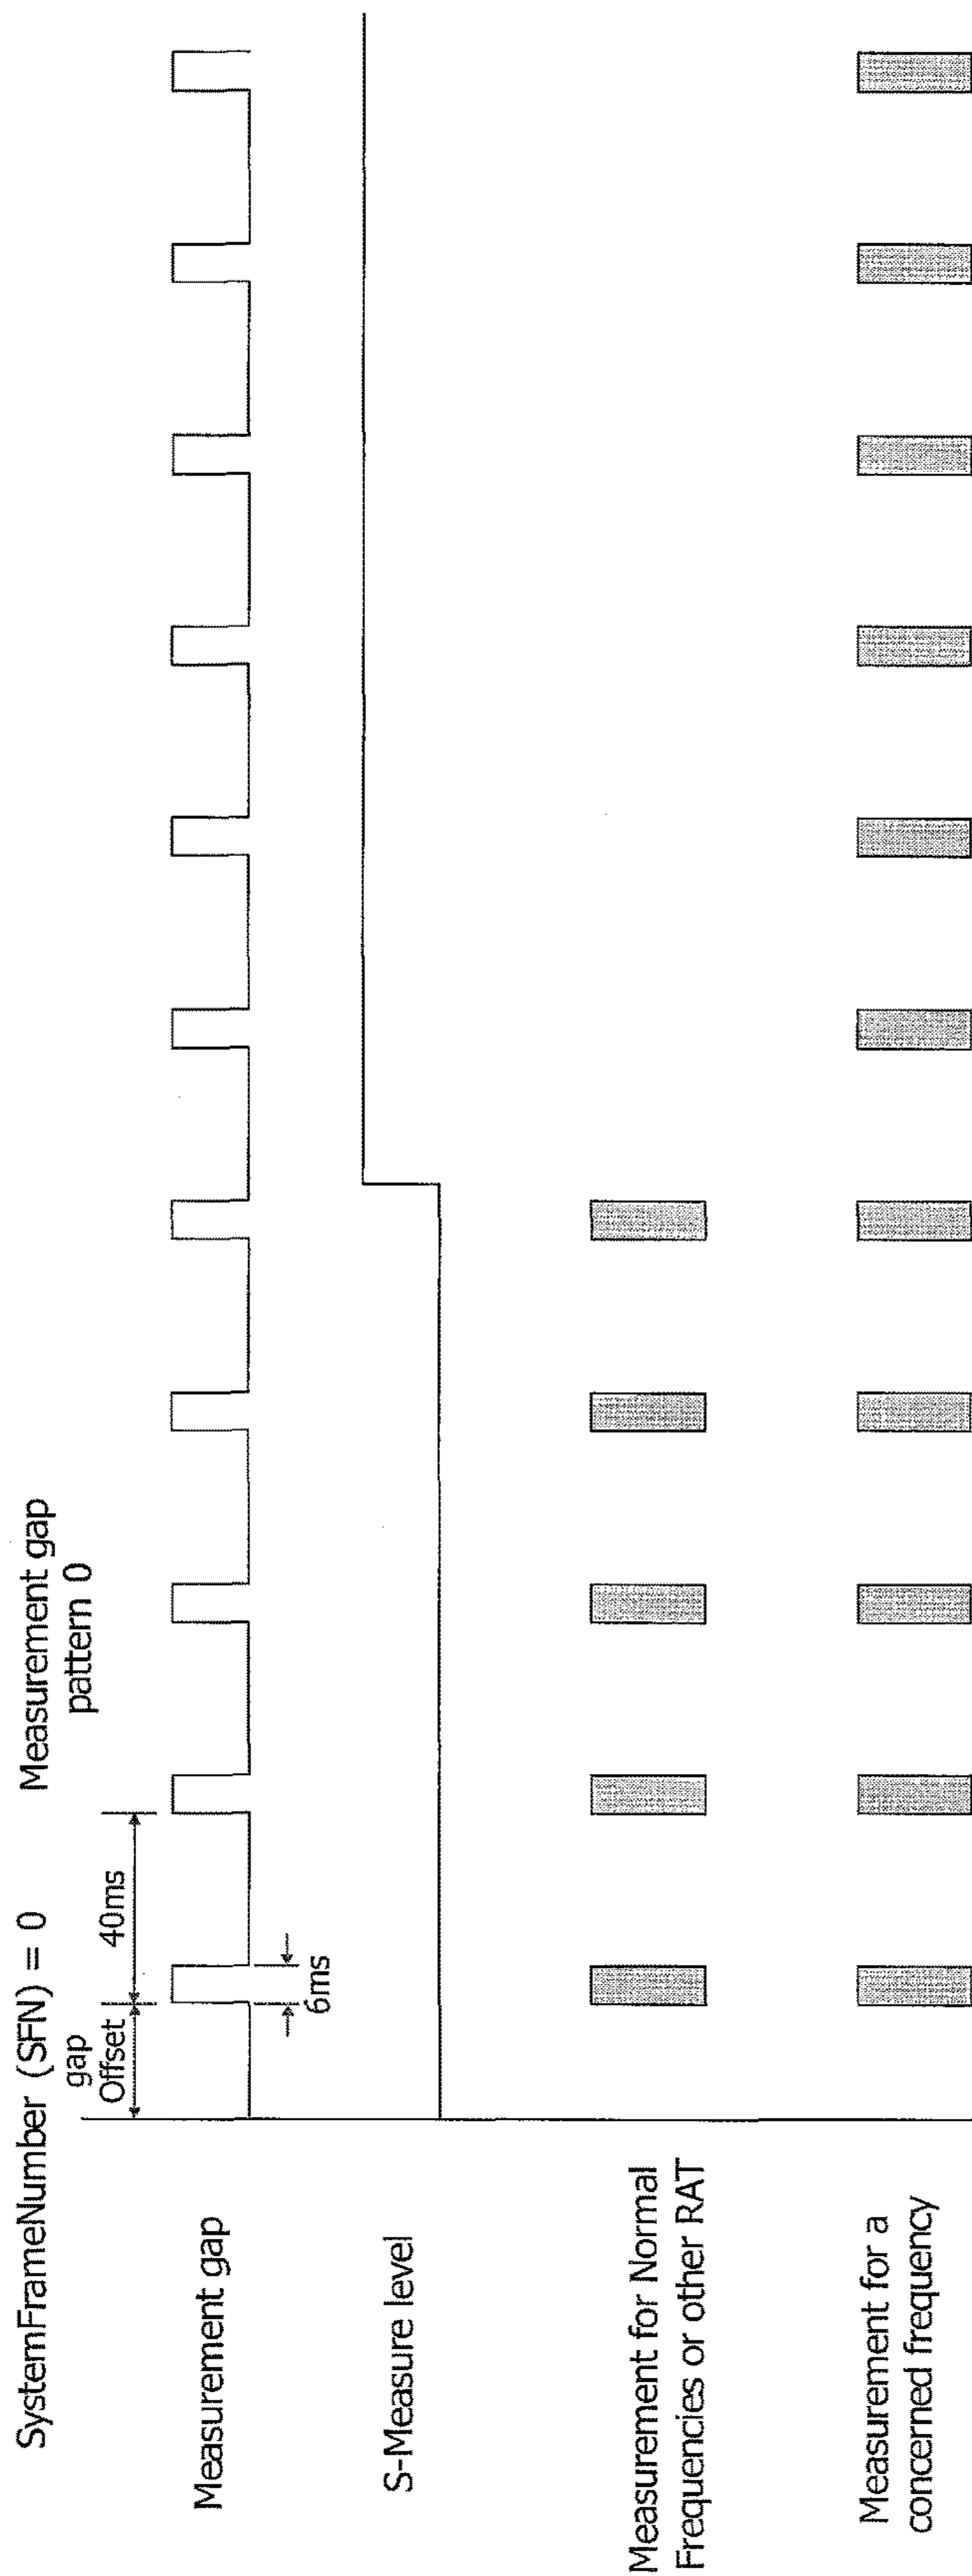 SystemFrameNumber (SFN) = 0
Measurement gap
pattern 0
gap
Offset
40ms
6ms
Measurement gap
S-Measure level
Measurement for Normal
Frequencies or other RAT
Measurement for a
concerned frequency